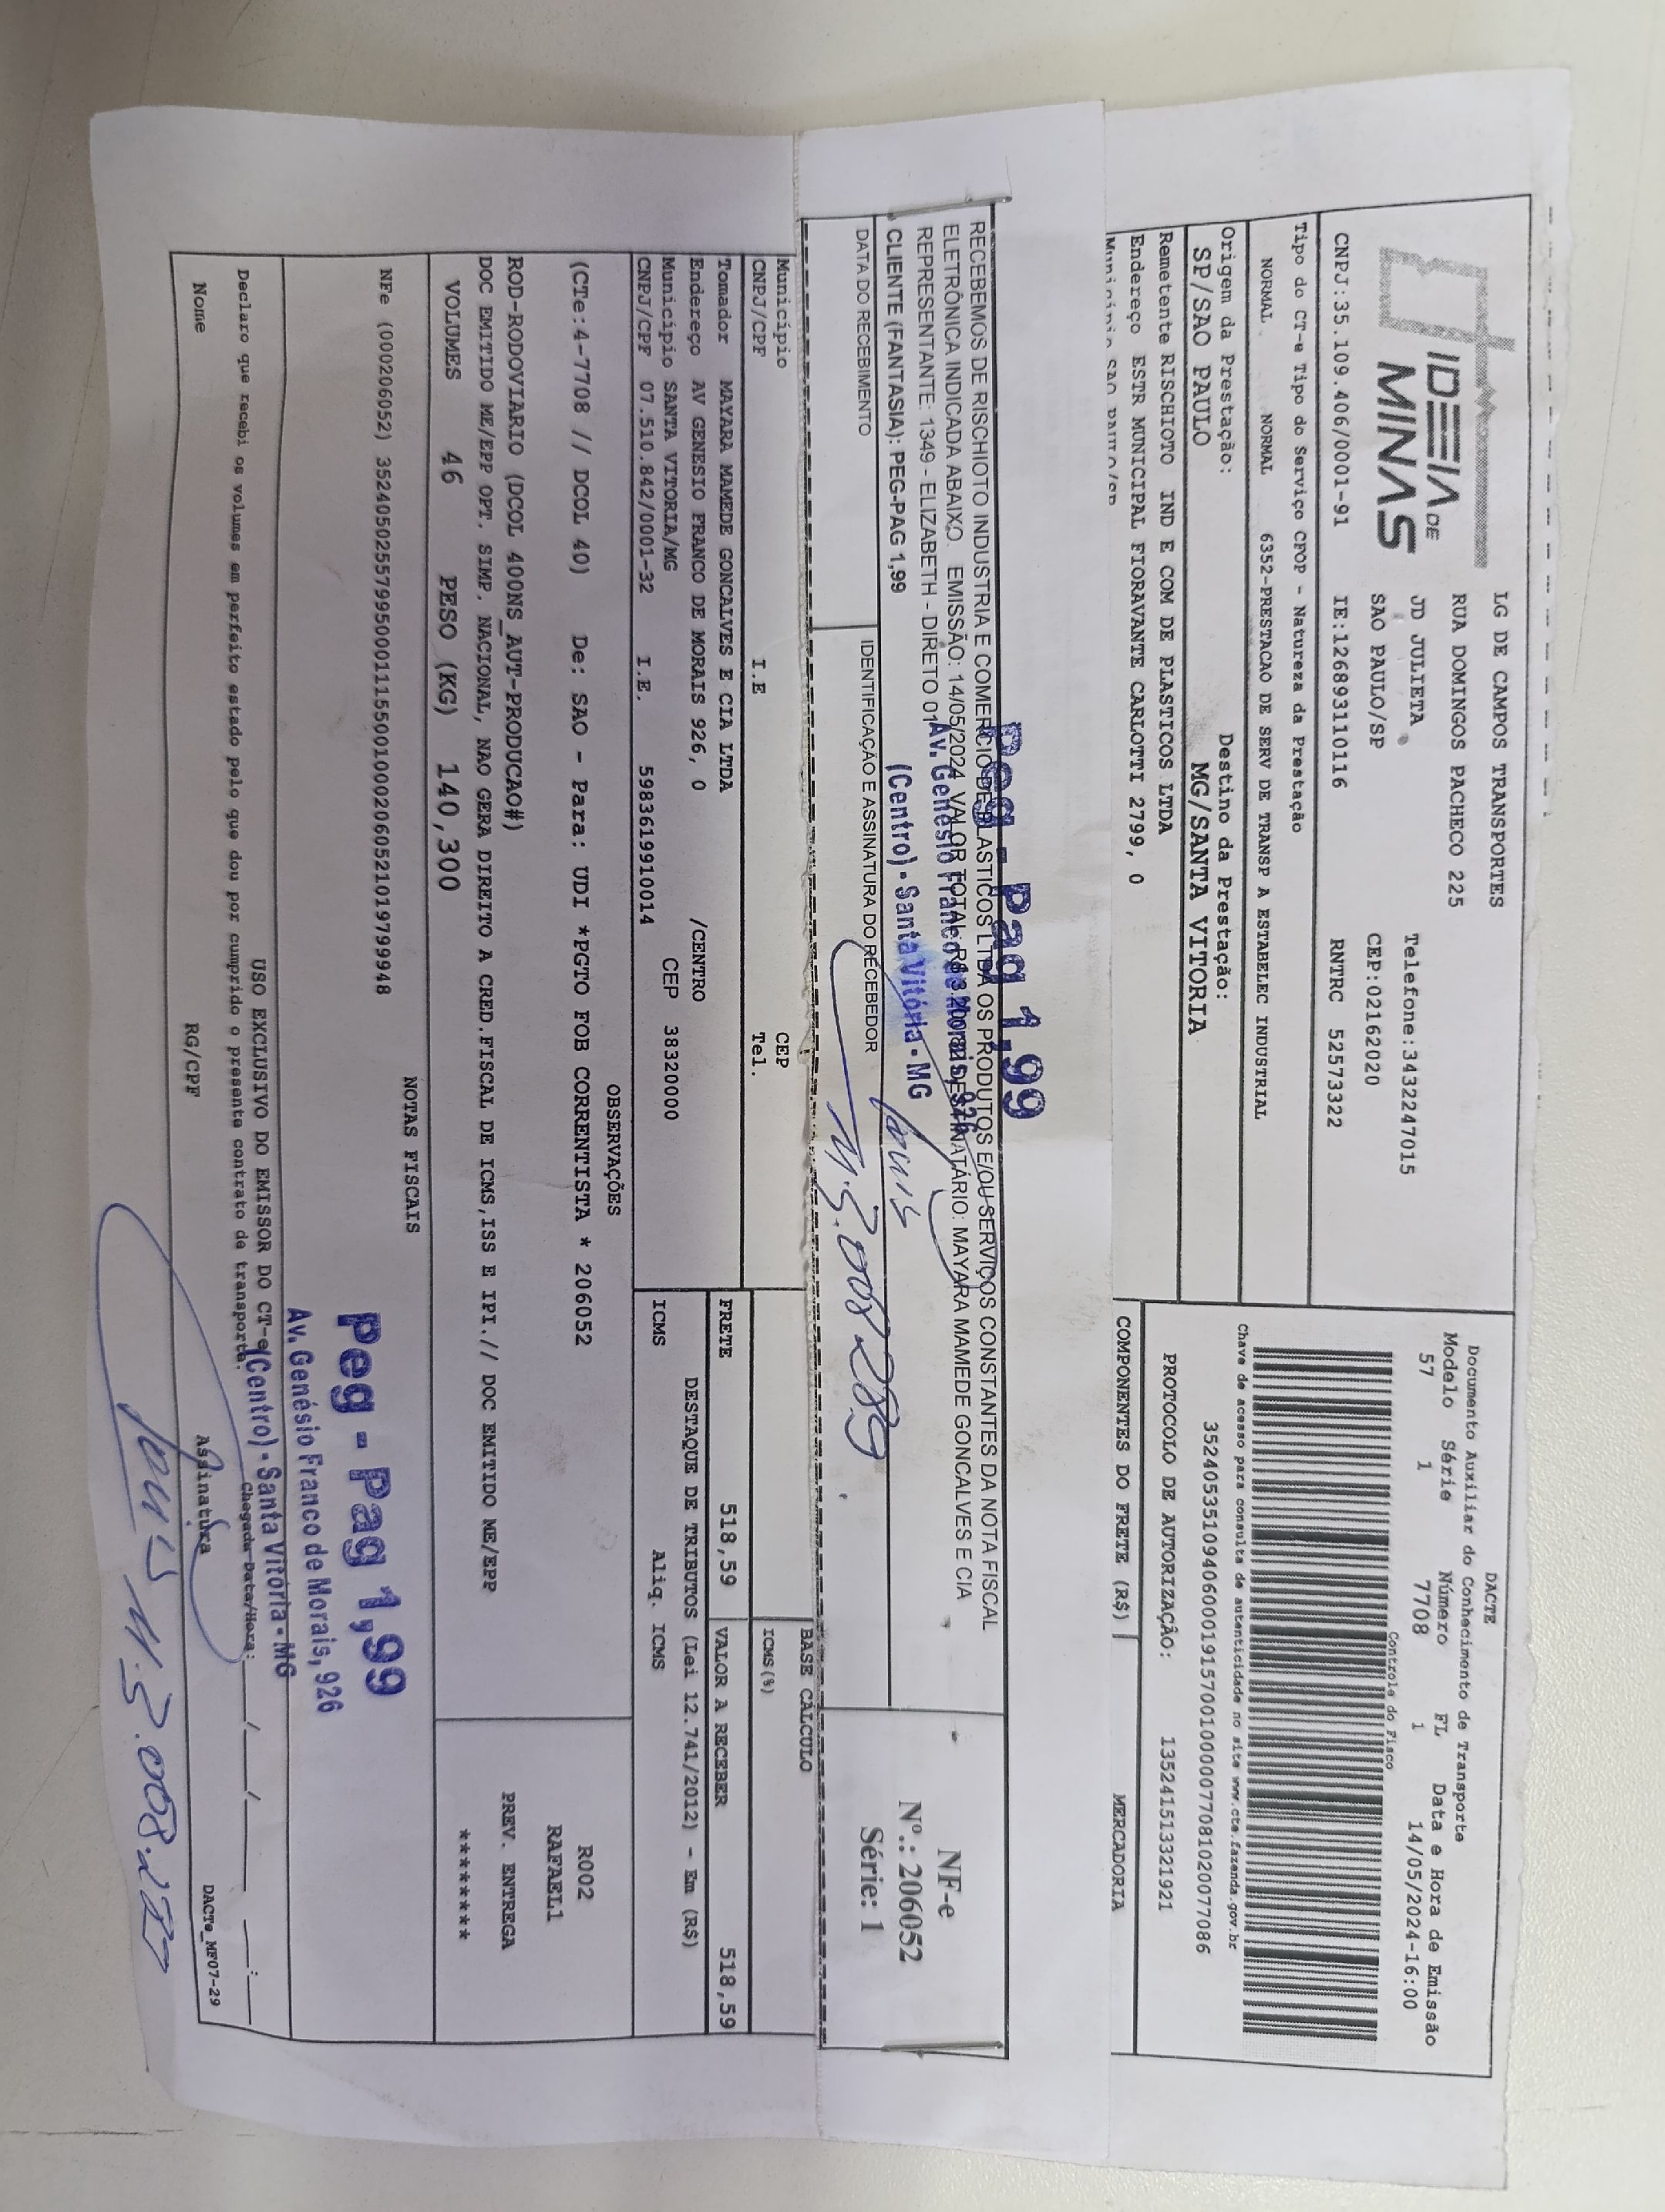 IDEIA DE
MINAS
LG DE CAMPOS TRANSPORTES
RUA DOMINGOS PACHECO 225
JD JULIETA
SAO PAULO/SP
Telefone:3432247015
CEP:02162020
CNPJ:35.109.406/0001-91 IE:126893110116 RNTRC 52573322
Tipo do CT-e Tipo do Serviço CFOP - Natureza da Prestação
NORMAL NORMAL 6352-PRESTACAO DE SERV DE TRANSP A ESTABELEC INDUSTRIAL
Origem da Prestação: Destino da Prestação:
SP/SAO PAULO MG/SANTA VITORIA
Remetente RISCHIOTO IND E COM DE PLASTICOS LTDA
Endereço ESTR MUNICIPAL FIORAVANTE CARLOTTI 2799, 0
Município SAO PAULO/SP
DACTE
Documento Auxiliar do Conhecimento de Transporte
Modelo Série Número FL Data e Hora de Emissão
57 1 7708 1 14/05/2024-16:00
Controle do Fisco
Chave de acesso para consulta de autenticidade no site www.cte.fazenda.gov.br
35240535109406000191570010000077081020077086
PROTOCOLO DE AUTORIZAÇÃO: 135241513321921
COMPONENTES DO FRETE (R$) MERCADORIA
Peg - Pag 1,99
Av. Genésio Franco de Morais, 926
(Centro) - Santa Vitória - MG
RECEBEMOS DE RISCHIOTO INDUSTRIA E COMERCIO DE PLASTICOS LTDA OS PRODUTOS E/OU SERVIÇOS CONSTANTES DA NOTA FISCAL
ELETRÔNICA INDICADA ABAIXO. EMISSÃO: 14/05/2024 VALOR TOTAL: R$ DESTINATÁRIO: MAYARA MAMEDE GONCALVES E CIA
REPRESENTANTE: 1349 - ELIZABETH - DIRETO 01
CLIENTE (FANTASIA): PEG-PAG 1,99
DATA DO RECEBIMENTO IDENTIFICAÇÃO E ASSINATURA DO RECEBEDOR
NF-e
Nº.: 206052
Série: 1
Município CEP
CNPJ/CPF I.E Tel.
Tomador MAYARA MAMEDE GONCALVES E CIA LTDA
Endereço AV GENESIO FRANCO DE MORAIS 926, 0 /CENTRO
Município SANTA VITORIA/MG CEP 38320000
CNPJ/CPF 07.510.842/0001-32 I.E. 5983619910014
BASE CALCULO
ICMS(%)
FRETE 518,59 VALOR A RECEBER 518,59
DESTAQUE DE TRIBUTOS (Lei 12.741/2012) - Em (R$)
ICMS Aliq. ICMS
OBSERVAÇÕES
(CTe:4-7708 // DCOL 40) De: SAO - Para: UDI *PGTO FOB CORRENTISTA * 206052
ROD-RODOVIARIO (DCOL 400NS_AUT-PRODUCAO#)
DOC EMITIDO ME/EPP OPT. SIMP. NACIONAL, NAO GERA DIREITO A CRED.FISCAL DE ICMS,ISS E IPI.// DOC EMITIDO ME/EPP
R002
RAFAEL1
PREV. ENTREGA
********
VOLUMES 46 PESO (KG) 140,300
NOTAS FISCAIS
NFe (000206052) 35240502557995000111550010002060521019799948
Peg - Pag 1,99
Av. Genésio Franco de Morais, 926
(Centro) - Santa Vitória - MG
USO EXCLUSIVO DO EMISSOR DO CT-e
Declaro que recebi os volumes em perfeito estado pelo que dou por cumprido o presente contrato de transporte. Chegada Data/Hora: __/__/__ __:__
Nome RG/CPF Assinatura
DACTe_MF07-29